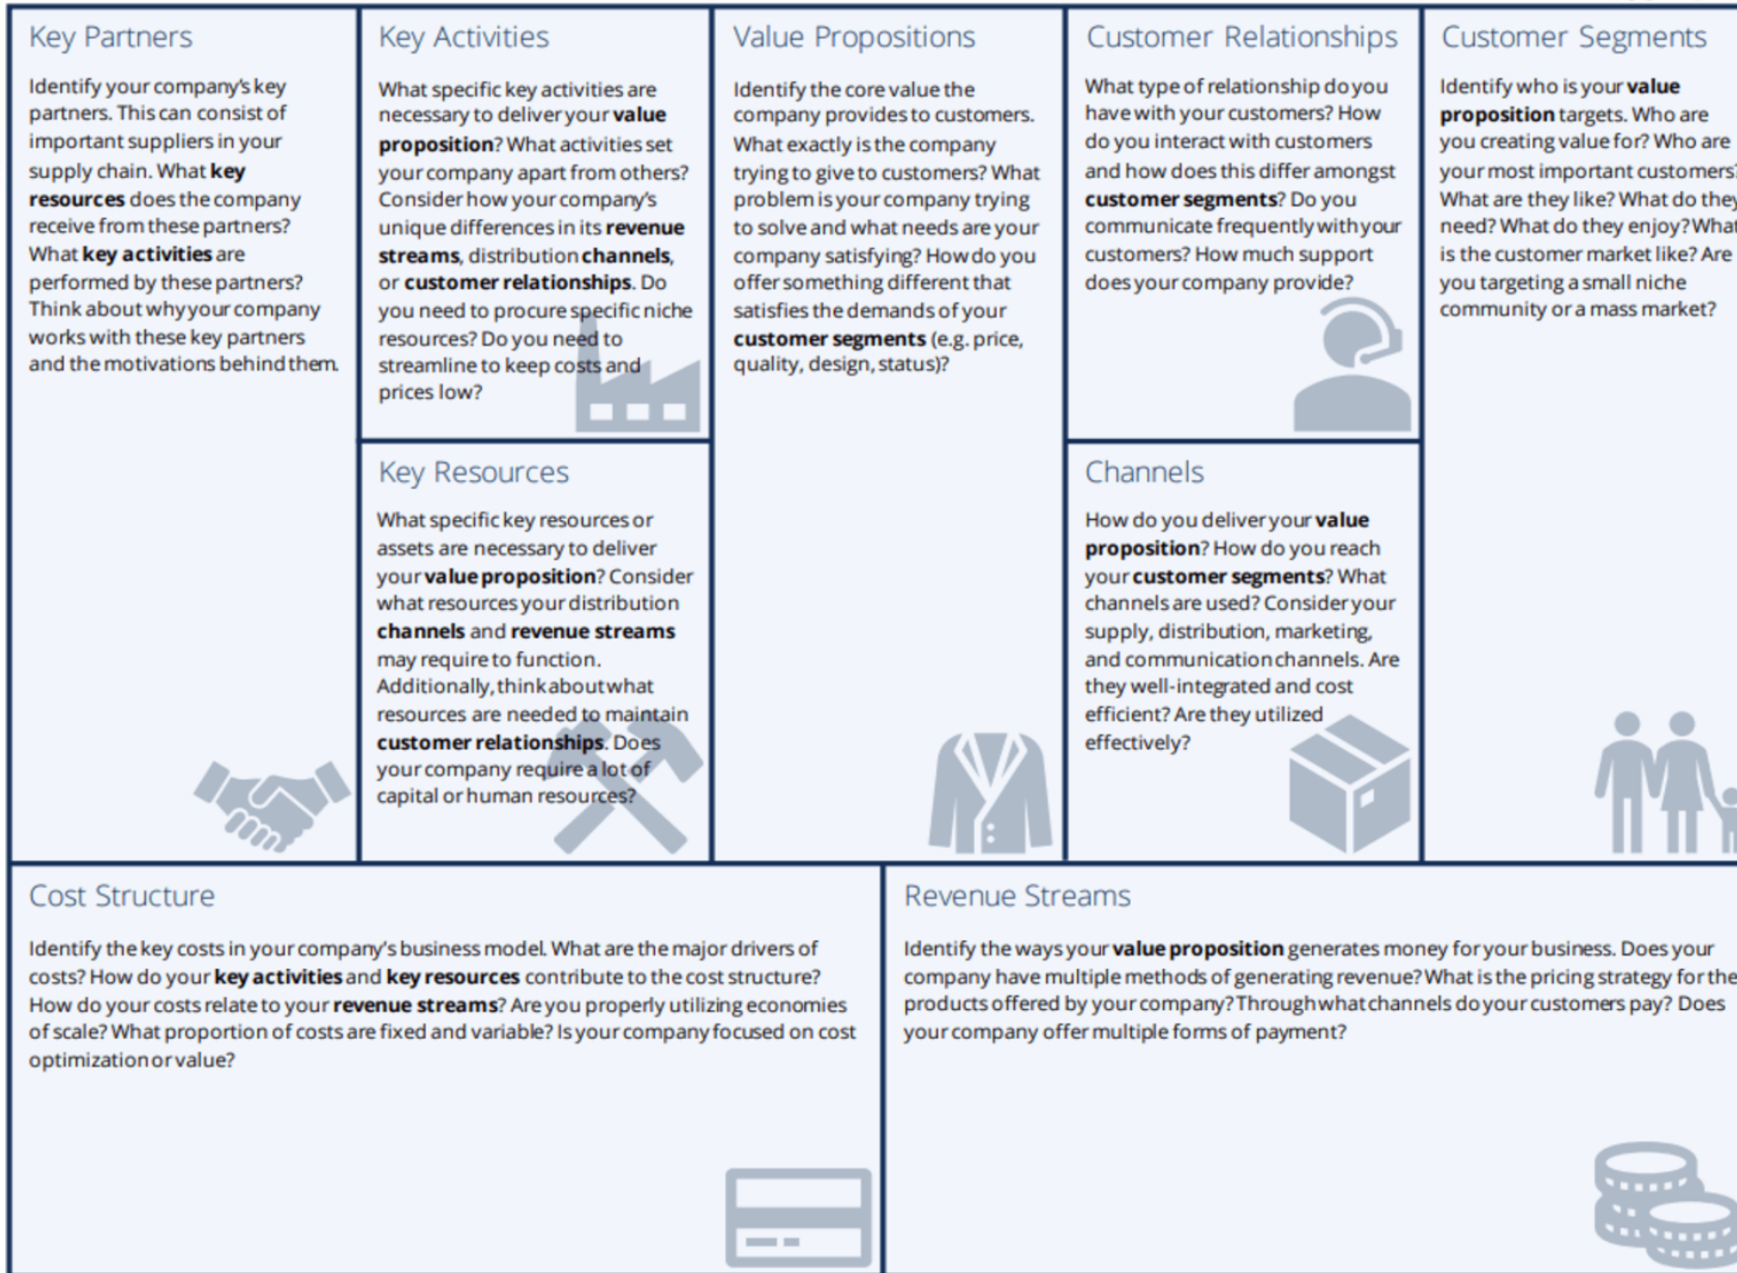 Key Partners
Identify your company's key
partners. This can consist of
important suppliers in your
supply chain. What key
resources does the company
receive from these partners?
What key activities are
performed by these partners?
Think about why your company
works with these key partners
and the motivations behind them.
Key Activities
What specific key activities are
necessary to deliver your value
proposition? What activities set
your company apart from others?
Consider how your company's
unique differences in its revenue
streams, distribution channels,
or customer relationships. Do
you need to procure specific niche
resources? Do you need to
streamline to keep costs and
prices low?
Key Resources
What specific key resources or
assets are necessary to deliver
your value proposition? Consider
what resources your distribution
channels and revenue streams
may require to function.
Additionally, think about what
resources are needed to maintain
customer relationships. Does
your company require a lot of
capital or human resources?
Value Propositions
Identify the core value the
company provides to customers.
What exactly is the company
trying to give to customers? What
problem is your company trying
to solve and what needs are your
company satisfying? How do you
offer something different that
satisfies the demands of your
customer segments (e.g. price,
quality, design, status)?
Customer Relationships
What type of relationship do you
have with your customers? How
do you interact with customers
and how does this differ amongst
customer segments? Do you
communicate frequently with your
customers? How much support
does your company provide?
Channels
How do you deliver your value
proposition? How do you reach
your customer segments? What
channels are used? Consider your
supply, distribution, marketing,
and communication channels. Are
they well-integrated and cost
efficient? Are they utilized
effectively?
Customer Segments
Identify who is your value
proposition targets. Who are
you creating value for? Who are
your most important customers?
What are they like? What do they
need? What do they enjoy? What
is the customer market like? Are
you targeting a small niche
community or a mass market?
Cost Structure
Identify the key costs in your company's business model. What are the major drivers of
costs? How do your key activities and key resources contribute to the cost structure?
How do your costs relate to your revenue streams? Are you properly utilizing economies
of scale? What proportion of costs are fixed and variable? Is your company focused on cost
optimization or value?
Revenue Streams
Identify the ways your value proposition generates money for your business. Does your
company have multiple methods of generating revenue? What is the pricing strategy for the
products offered by your company? Through what channels do your customers pay? Does
your company offer multiple forms of payment?